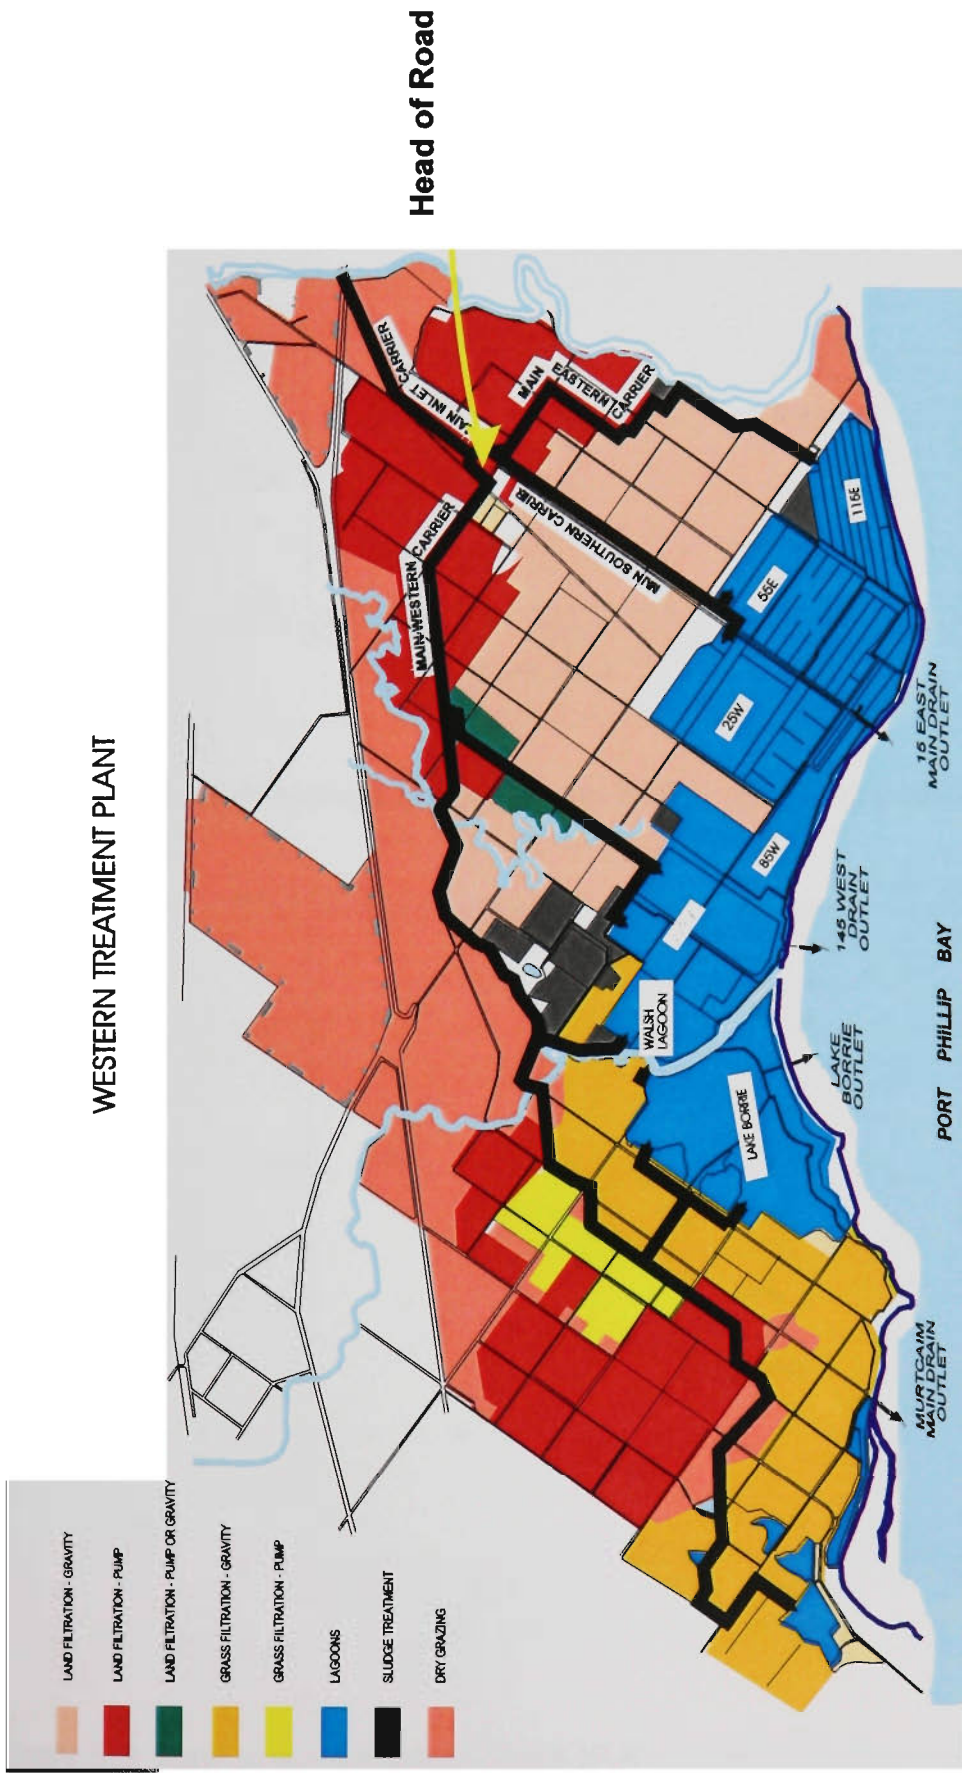 WESTERN TREATMENT PLANT
Head of Road
LAND FILTRATION - GRAVITY
LAND FILTRATION - PUMP
LAND FILTRATION - PUMP OR GRAVITY
GRASS FILTRATION - GRAVITY
GRASS FILTRATION - PUMP
LAGOONS
SLUDGE TREATMENT
DRY GRAZING
MAIN INLET CARRIER
MAIN
EASTERN
CARRIER
MAIN WESTERN CARRIER
MAIN SOUTHERN CARRIER
115E
55E
25W
85W
WALSH
LAGOON
LAKE BORRIE
15 EAST
MAIN DRAIN
OUTLET
145 WEST
DRAIN
OUTLET
LAKE
BORRIE
OUTLET
MURTCAIM
MAIN DRAIN
OUTLET
PORT PHILLIP BAY